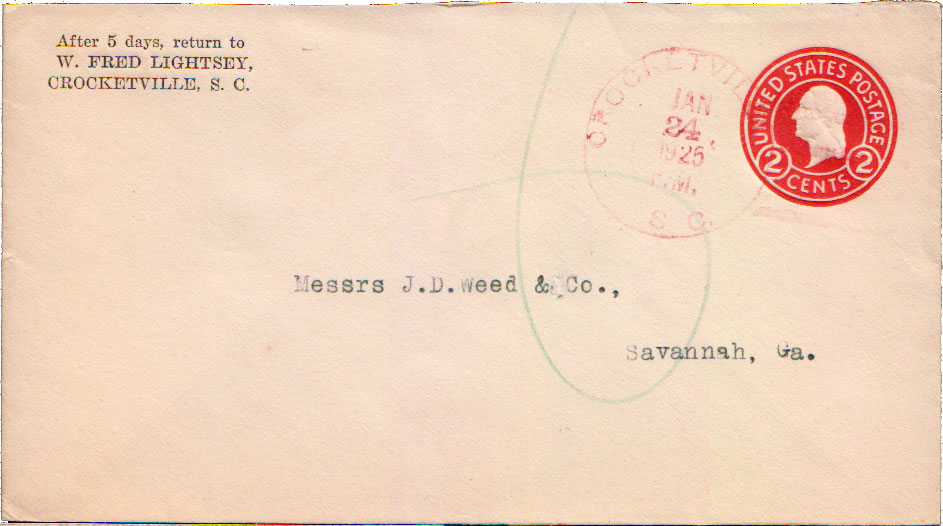 After 5 days, return to
W. FRED LIGHTSEY,
CROCKETVILLE, S. C.
CROCKETVIL
JAN
24
1925
.M.
S. C.
UNITED STATES POSTAGE
2 CENTS 2
Messrs J.D.Weed & Co.,
Savannah, Ga.